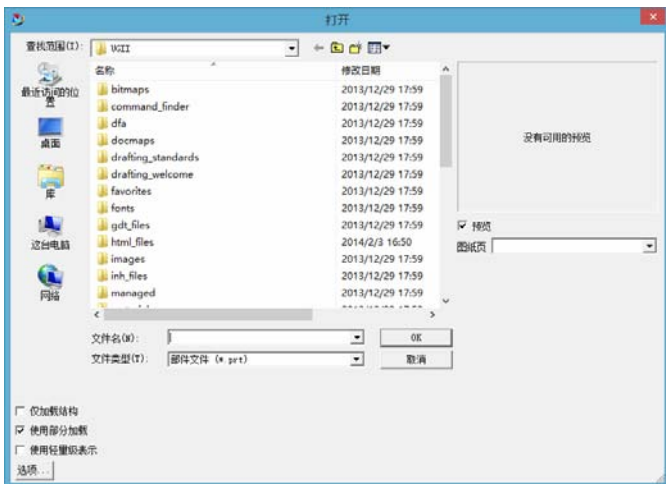 打开
查找范围(I): UGII
名称 修改日期
bitmaps 2013/12/29 17:59
command_finder 2013/12/29 17:59
dfa 2013/12/29 17:59
docmaps 2013/12/29 17:59
drafting_standards 2013/12/29 17:59
drafting_welcome 2013/12/29 17:59
favorites 2013/12/29 17:59
fonts 2013/12/29 17:59
gdt_files 2013/12/29 17:59
html_files 2014/2/3 16:50
images 2013/12/29 17:59
inh_files 2013/12/29 17:59
managed 2013/12/29 17:59
最近访问的位
置
桌面
库
这台电脑
网络
没有可用的预览
预览
图纸页
文件名(N):
OK
文件类型(T): 部件文件 (*.prt)
取消
仅加载结构
使用部分加载
使用轻量级表示
选项...